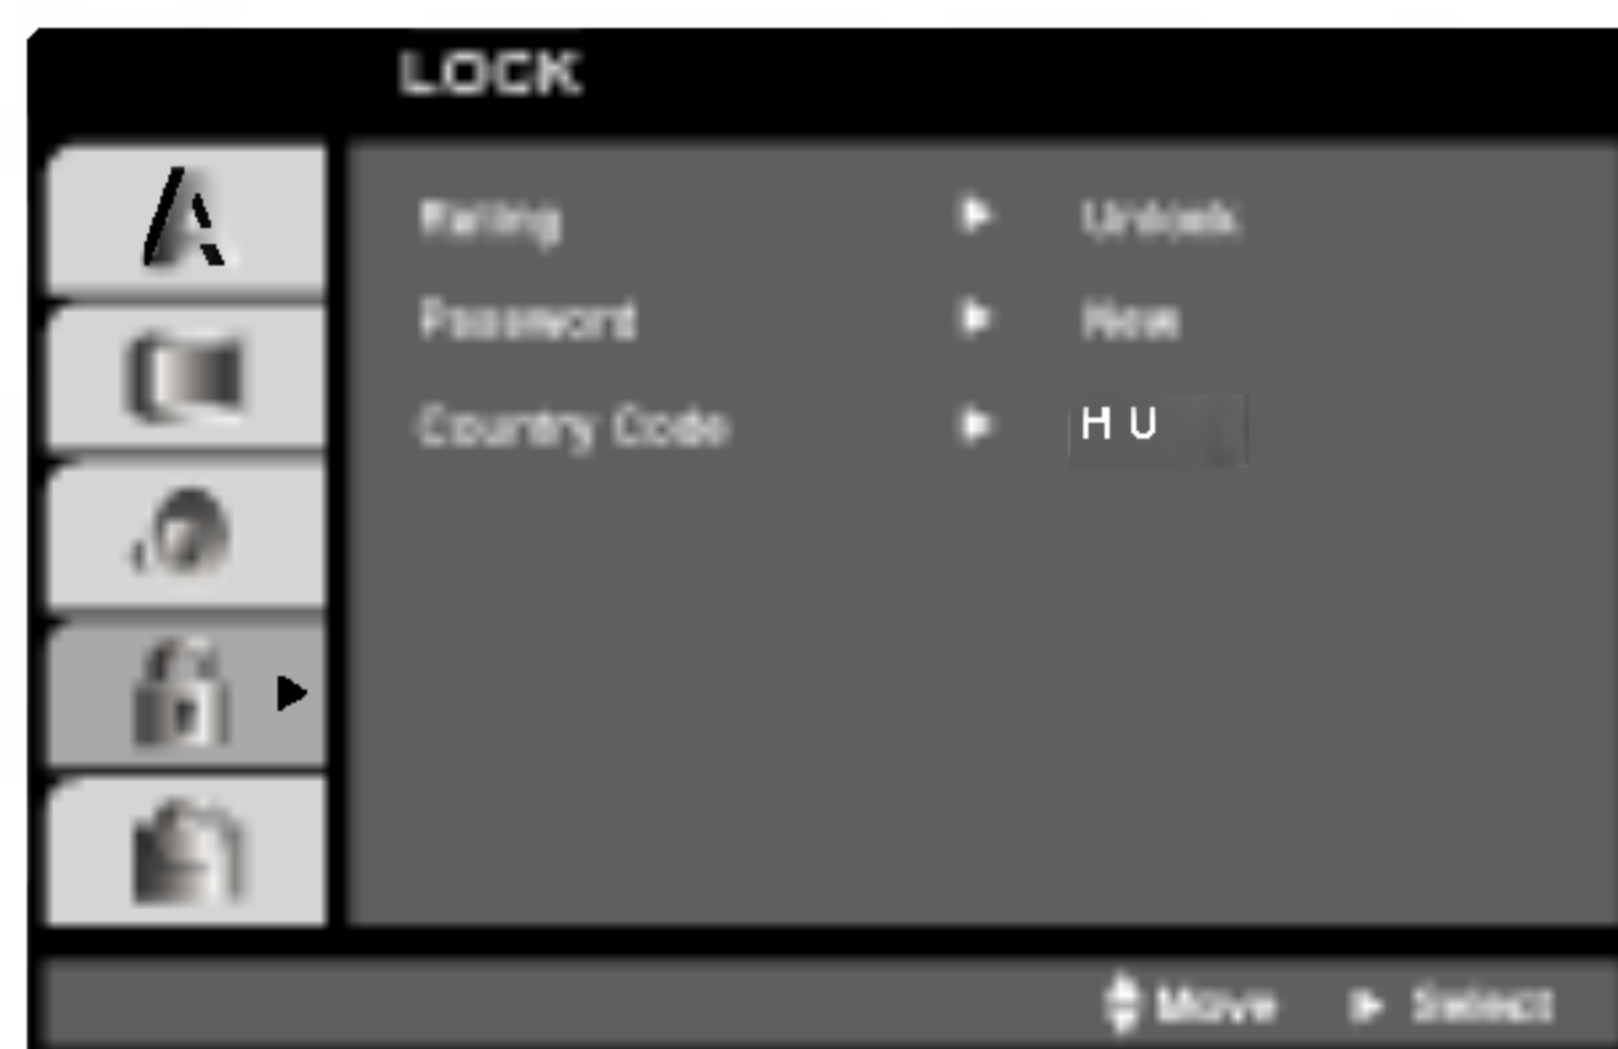 LOCK
Rating Unlock
Password New
Country Code H U
Move Select